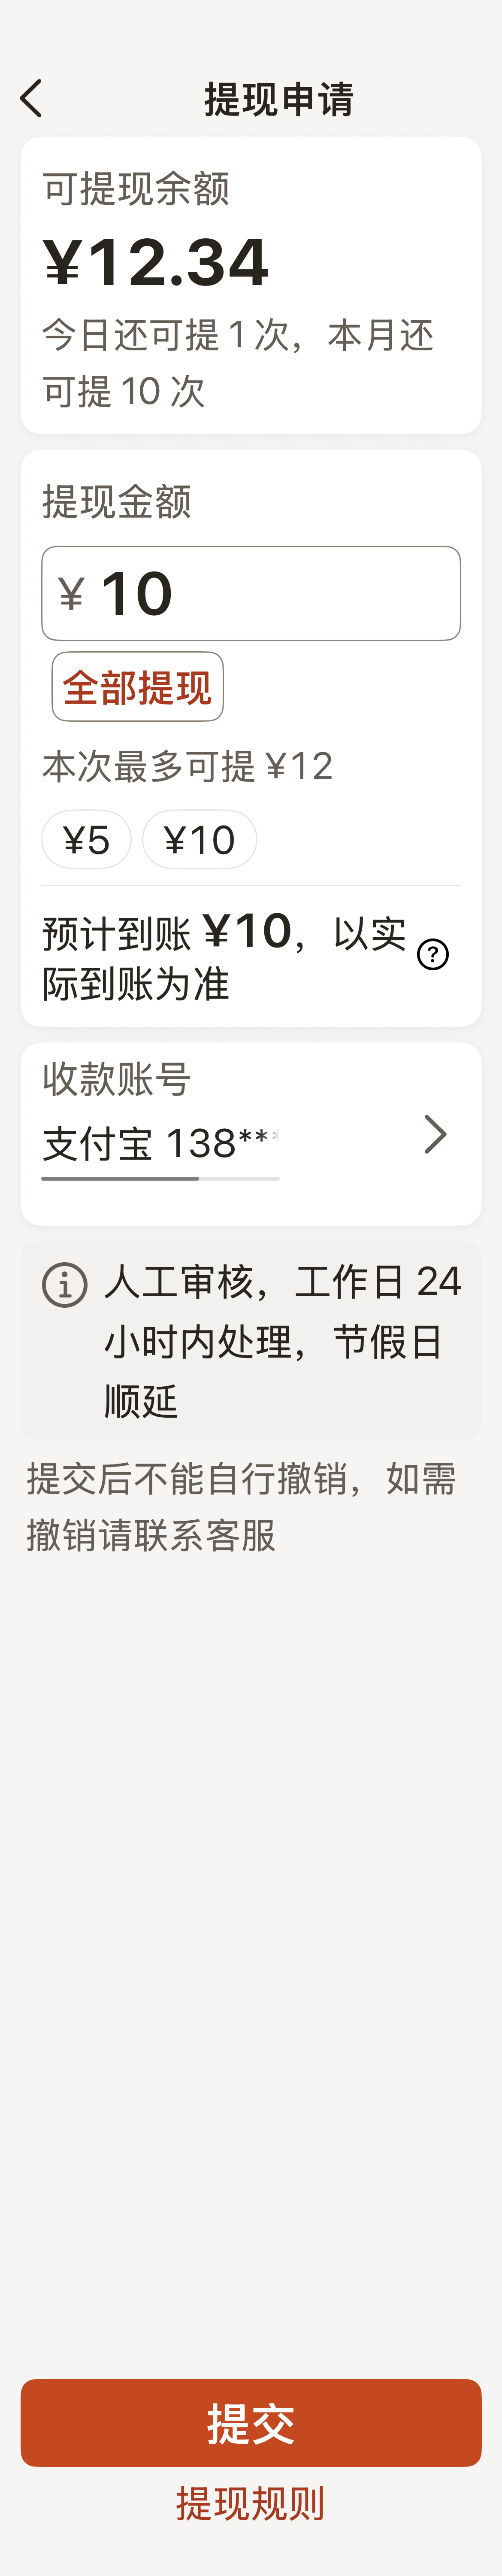 提现申请
可提现余额
¥12.34
今日还可提 1 次，本月还
可提 10 次
提现金额
¥ 10
全部提现
本次最多可提 ¥12
¥5 ¥10
预计到账 ¥10，以实
际到账为准
?
收款账号
支付宝 138**
人工审核，工作日 24
小时内处理，节假日
顺延
提交后不能自行撤销，如需
撤销请联系客服
提交
提现规则